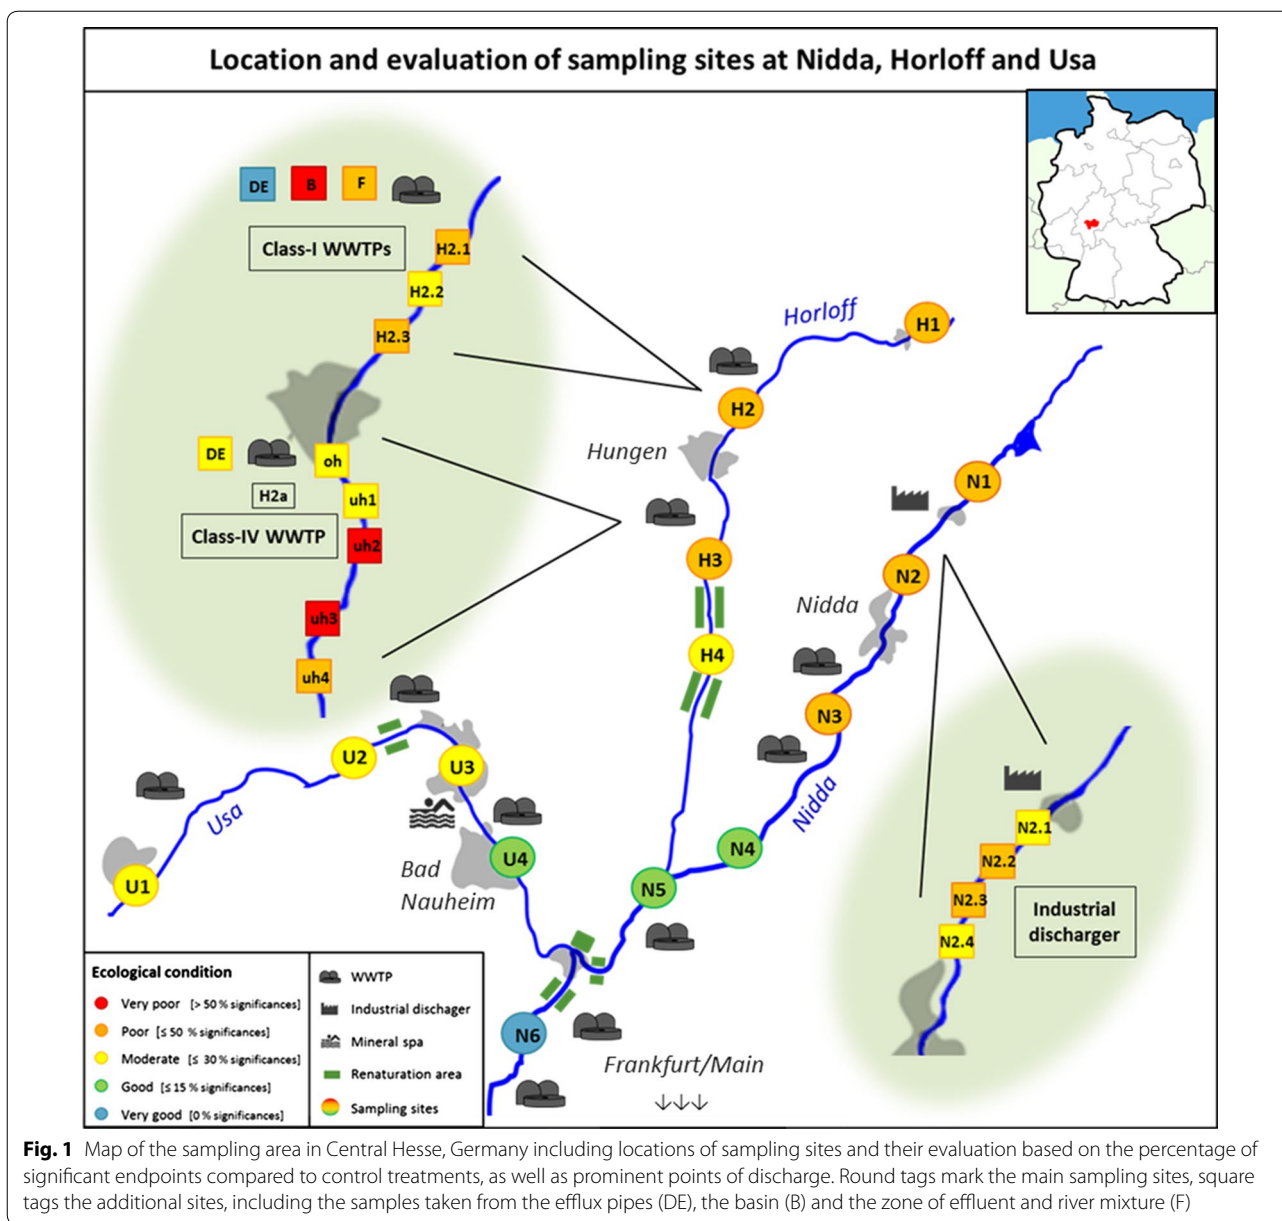 Location and evaluation of sampling sites at Nidda, Horloff and Usa
DE
B
F
Class-I WWTPs
H2.1
H2.2
H2.3
DE
oh
H2a
uh1
Class-IV WWTP
uh2
uh3
uh4
Horloff
H1
H2
Hungen
H3
H4
N1
N2
Nidda
N3
Nidda
N4
N5
N6
U2
U3
Usa
U1
U4
Bad
Nauheim
N2.1
N2.2
N2.3
N2.4
Industrial
discharger
Frankfurt/Main
Ecological condition
Very poor [> 50 % significances]
Poor [≤ 50 % significances]
Moderate [≤ 30 % significances]
Good [≤ 15 % significances]
Very good [0 % significances]
WWTP
Industrial dischager
Mineral spa
Renaturation area
Sampling sites
Fig. 1 Map of the sampling area in Central Hesse, Germany including locations of sampling sites and their evaluation based on the percentage of
significant endpoints compared to control treatments, as well as prominent points of discharge. Round tags mark the main sampling sites, square
tags the additional sites, including the samples taken from the efflux pipes (DE), the basin (B) and the zone of effluent and river mixture (F)